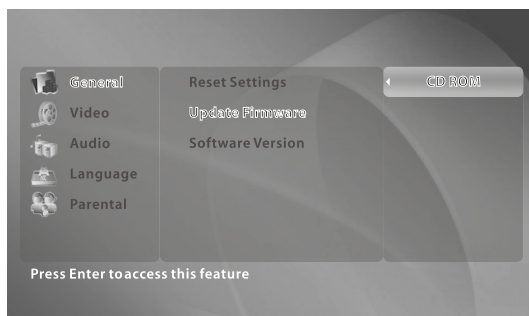 General
Video
Audio
Language
Parental
Reset Settings
Update Firmware
Software Version
CD ROM
Press Enter to access this feature